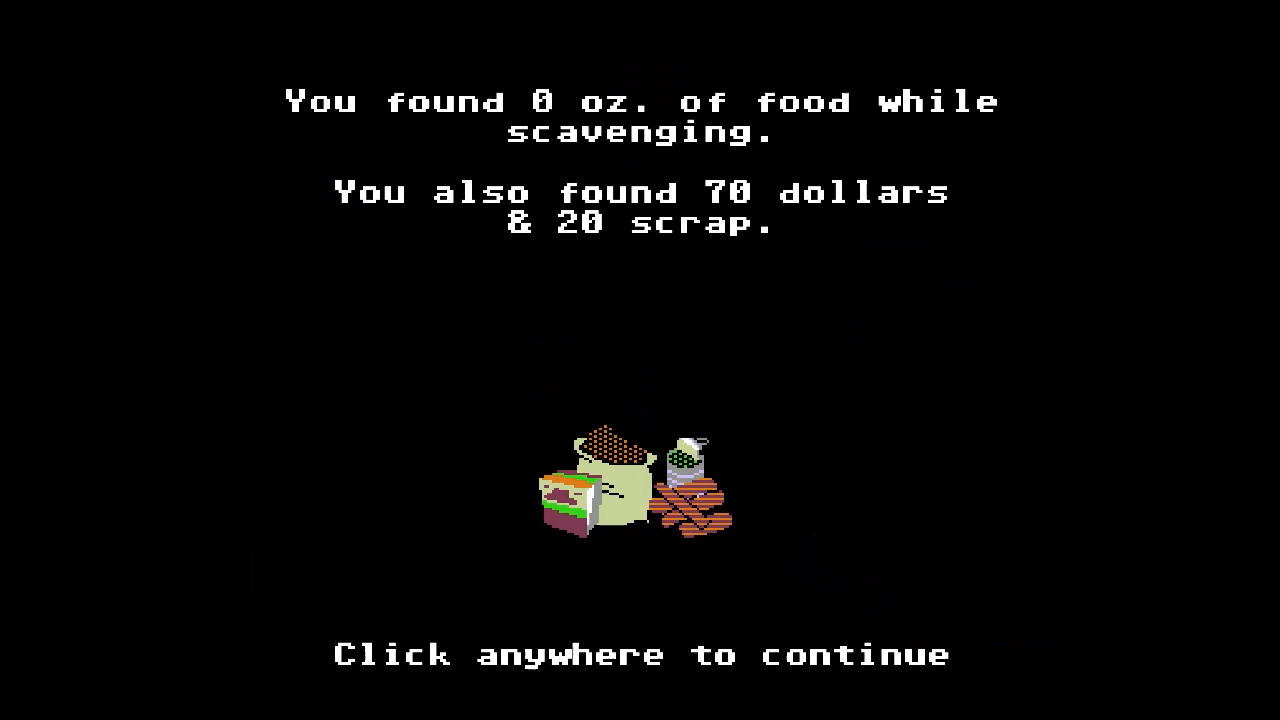 You found 0 oz. of food while
scavenging.
You also found 70 dollars
& 20 scrap.
Click anywhere to continue